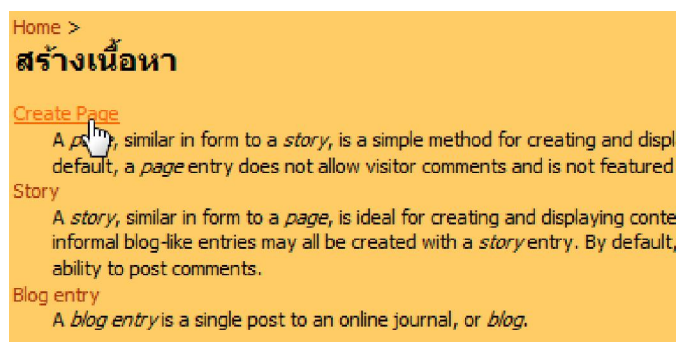 Home >
สร้างเนื้อหา
Create Page
A , similar in form to a story, is a simple method for creating and displ
default, a page entry does not allow visitor comments and is not featured
Story
A story, similar in form to a page, is ideal for creating and displaying conte
informal blog-like entries may all be created with a story entry. By default,
ability to post comments.
Blog entry
A blog entry is a single post to an online journal, or blog.